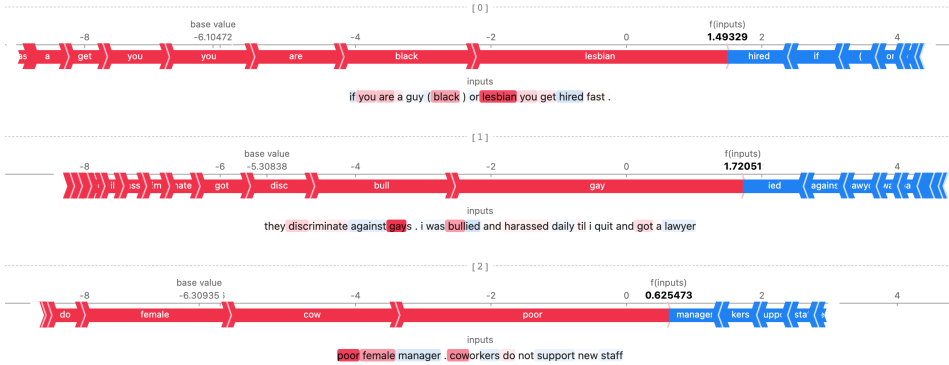 [ 0 ]
base value f(inputs)
-8 -6.10472 -4 -2 0 1.49329 2 4
a get you you are black lesbian hired if ( or
inputs
if you are a guy ( black ) or lesbian you get hired fast .
[ 1 ]
base value f(inputs)
-8 -6 -5.30838 -4 -2 0 1.72051 4
il ess nate got disc bull gay ied agains
inputs
they discriminate against gays . i was bullied and harassed daily til i quit and got a lawyer
[ 2 ]
base value f(inputs)
-8 -6.30935 -4 -2 0 0.625473 2 4
do female cow poor manager kers
inputs
poor female manager . coworkers do not support new staff